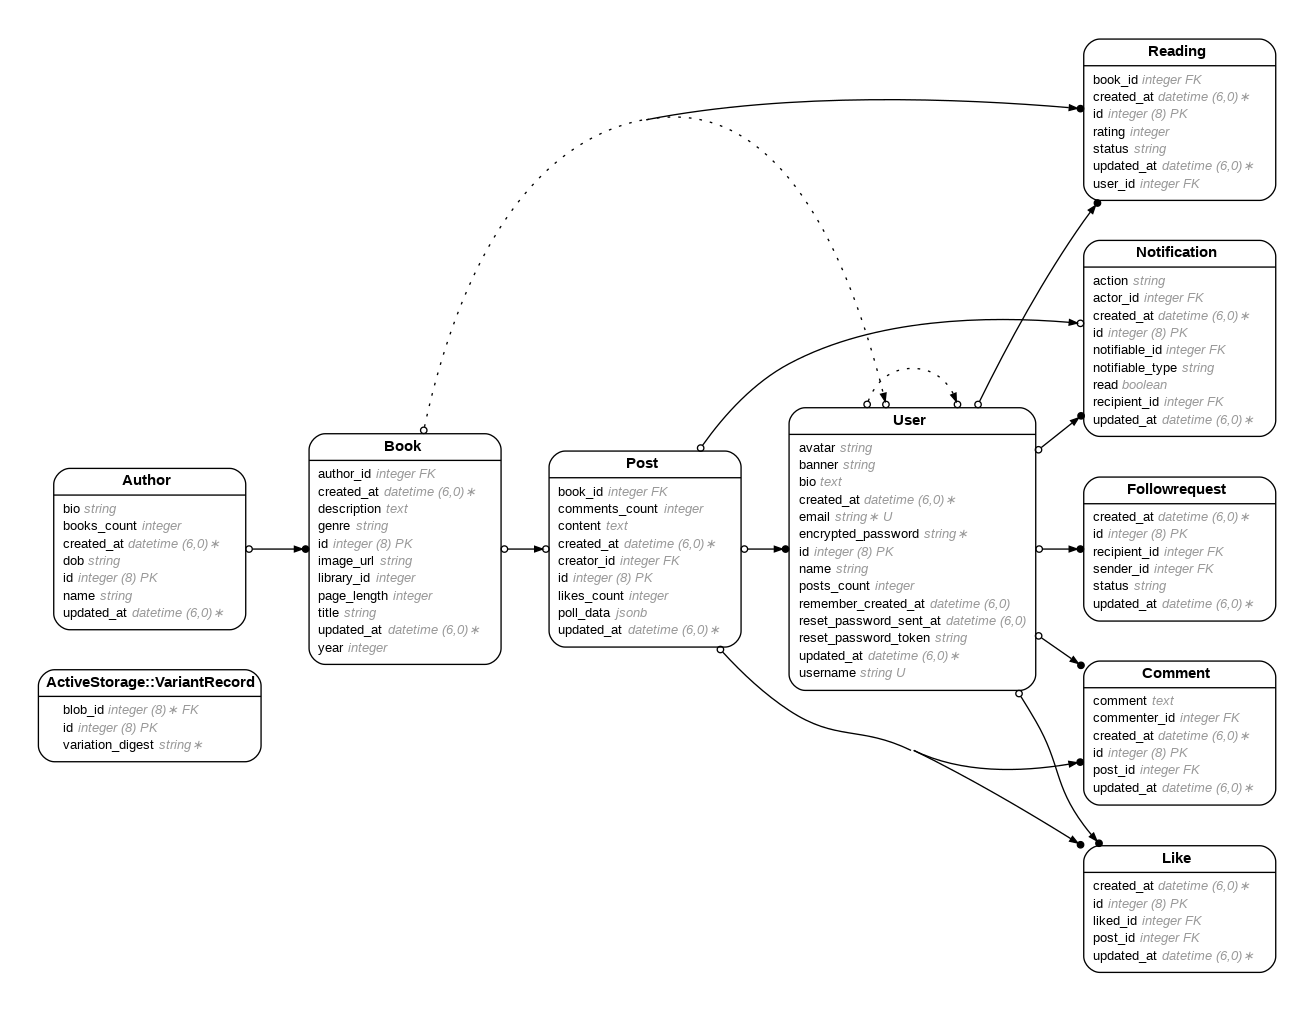 Author
bio string
books_count integer
created_at datetime (6,0)∗
dob string
id integer (8) PK
name string
updated_at datetime (6,0)∗
ActiveStorage::VariantRecord
blob_id integer (8)∗ FK
id integer (8) PK
variation_digest string∗
Book
author_id integer FK
created_at datetime (6,0)∗
description text
genre string
id integer (8) PK
image_url string
library_id integer
page_length integer
title string
updated_at datetime (6,0)∗
year integer
Post
book_id integer FK
comments_count integer
content text
created_at datetime (6,0)∗
creator_id integer FK
id integer (8) PK
likes_count integer
poll_data jsonb
updated_at datetime (6,0)∗
User
avatar string
banner string
bio text
created_at datetime (6,0)∗
email string∗ U
encrypted_password string∗
id integer (8) PK
name string
posts_count integer
remember_created_at datetime (6,0)
reset_password_sent_at datetime (6,0)
reset_password_token string
updated_at datetime (6,0)∗
username string U
Reading
book_id integer FK
created_at datetime (6,0)∗
id integer (8) PK
rating integer
status string
updated_at datetime (6,0)∗
user_id integer FK
Notification
action string
actor_id integer FK
created_at datetime (6,0)∗
id integer (8) PK
notifiable_id integer FK
notifiable_type string
read boolean
recipient_id integer FK
updated_at datetime (6,0)∗
Followrequest
created_at datetime (6,0)∗
id integer (8) PK
recipient_id integer FK
sender_id integer FK
status string
updated_at datetime (6,0)∗
Comment
comment text
commenter_id integer FK
created_at datetime (6,0)∗
id integer (8) PK
post_id integer FK
updated_at datetime (6,0)∗
Like
created_at datetime (6,0)∗
id integer (8) PK
liked_id integer FK
post_id integer FK
updated_at datetime (6,0)∗